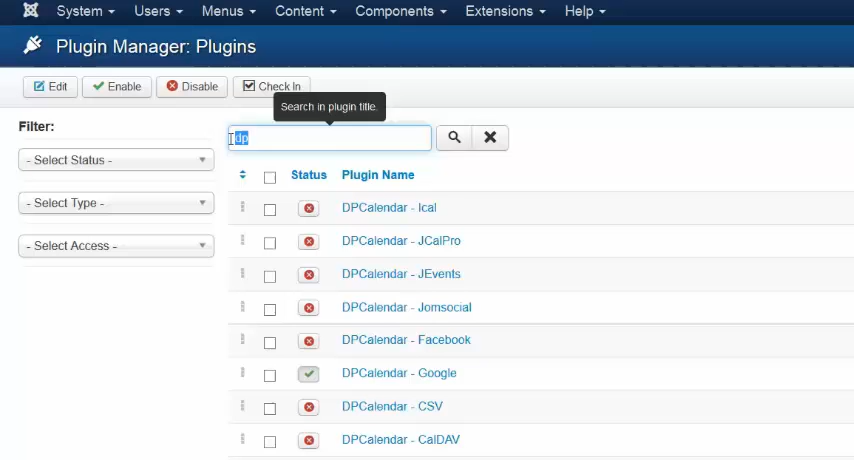 System Users Menus Content Components Extensions Help
Plugin Manager: Plugins
Edit Enable Disable Check In
Search in plugin title.
Filter:
dp
- Select Status -
Status Plugin Name
- Select Type -
DPCalendar - Ical
- Select Access -
DPCalendar - JCalPro
DPCalendar - JEvents
DPCalendar - Jomsocial
DPCalendar - Facebook
DPCalendar - Google
DPCalendar - CSV
DPCalendar - CalDAV